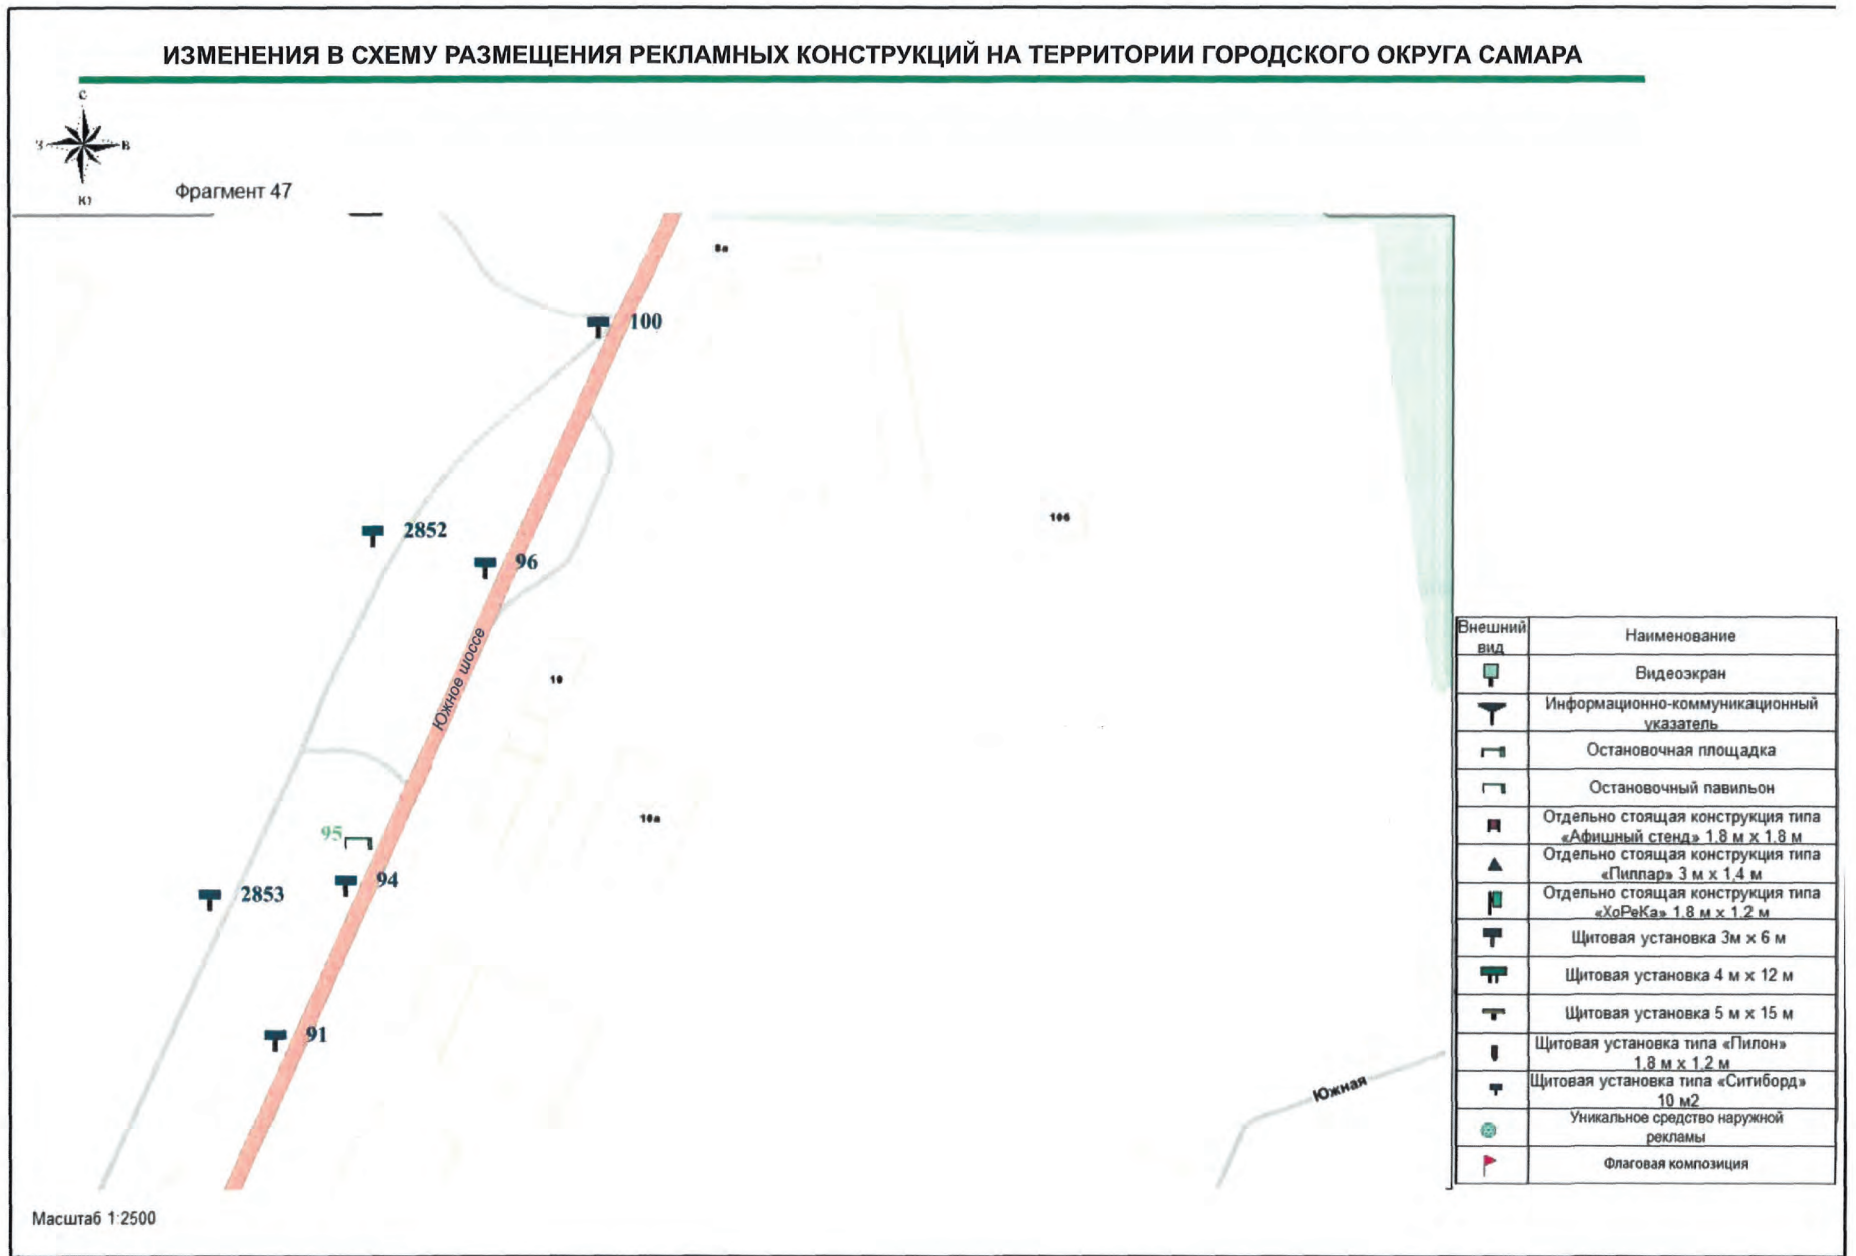 ИЗМЕНЕНИЯ В СХЕМУ РАЗМЕЩЕНИЯ РЕКЛАМНЫХ КОНСТРУКЦИЙ НА ТЕРРИТОРИИ ГОРОДСКОГО ОКРУГА САМАРА
С
З
В
Ю
Фрагмент 47
8а
100
2852
96
10б
Южное шоссе
10
10а
95
94
2853
91
Южная
Внешний
вид
Наименование
Видеоэкран
Информационно-коммуникационный
указатель
Остановочная площадка
Остановочный павильон
Отдельно стоящая конструкция типа
«Афишный стенд» 1.8 м х 1.8 м
Отдельно стоящая конструкция типа
«Пиллар» 3 м х 1,4 м
Отдельно стоящая конструкция типа
«ХоРеКа» 1.8 м х 1.2 м
Щитовая установка 3м х 6 м
Щитовая установка 4 м х 12 м
Щитовая установка 5 м х 15 м
Щитовая установка типа «Пилон»
1.8 м х 1.2 м
Щитовая установка типа «Ситиборд»
10 м2
Уникальное средство наружной
рекламы
Флаговая композиция
Масштаб 1:2500